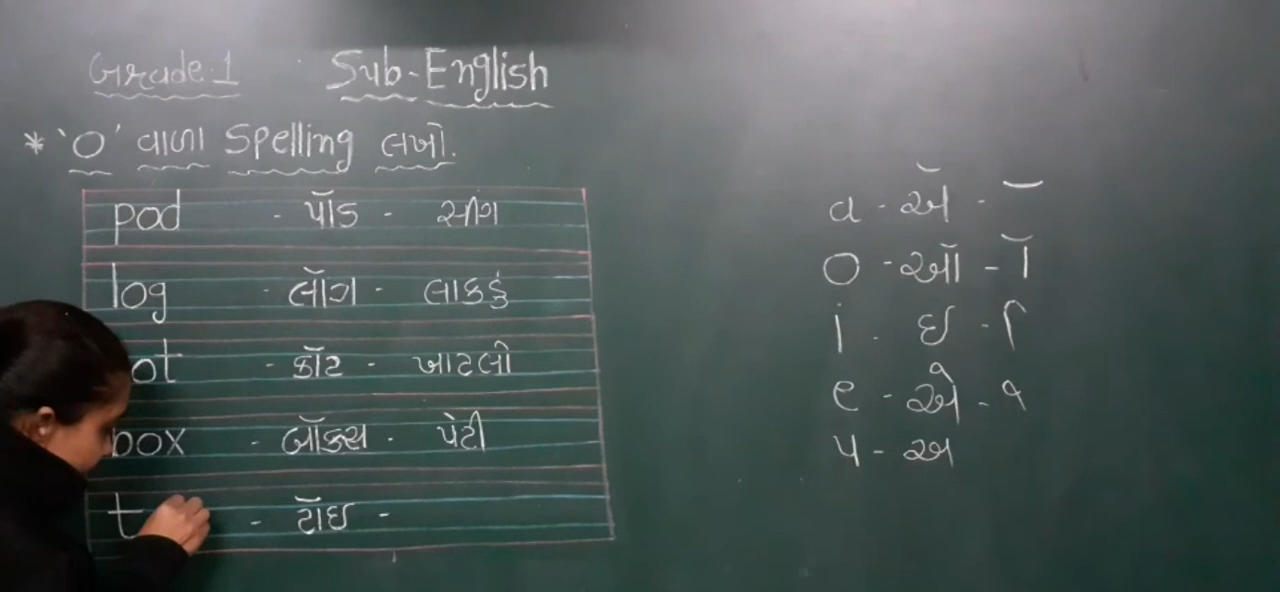 Grade:1 Sub-English
* 'O' વાળા Spelling લખો.
pod - પૉડ - સીંગ
log - લૉગ - લાકડું
ot - કૉટ - ખાટલો
box - બૉક્સ - પેટી
t - ટૉઇ -
a - ઍ - ૅ
o - ઑ - ૉ
i - ઇ - િ
e - એ - ે
u - અ